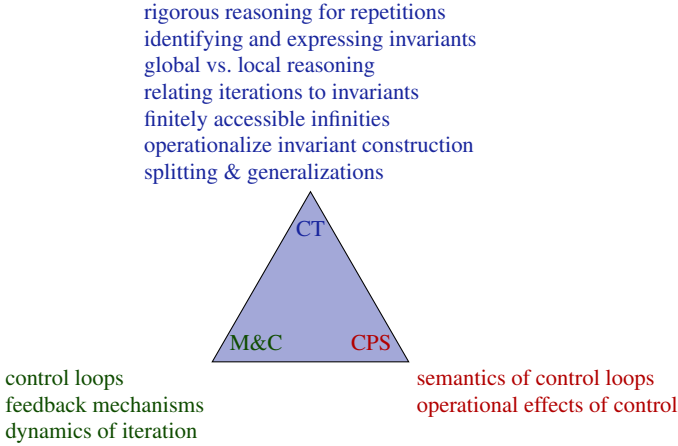 rigorous reasoning for repetitions
identifying and expressing invariants
global vs. local reasoning
relating iterations to invariants
finitely accessible infinities
operationalize invariant construction
splitting & generalizations
CT
M&C
CPS
control loops
feedback mechanisms
dynamics of iteration
semantics of control loops
operational effects of control